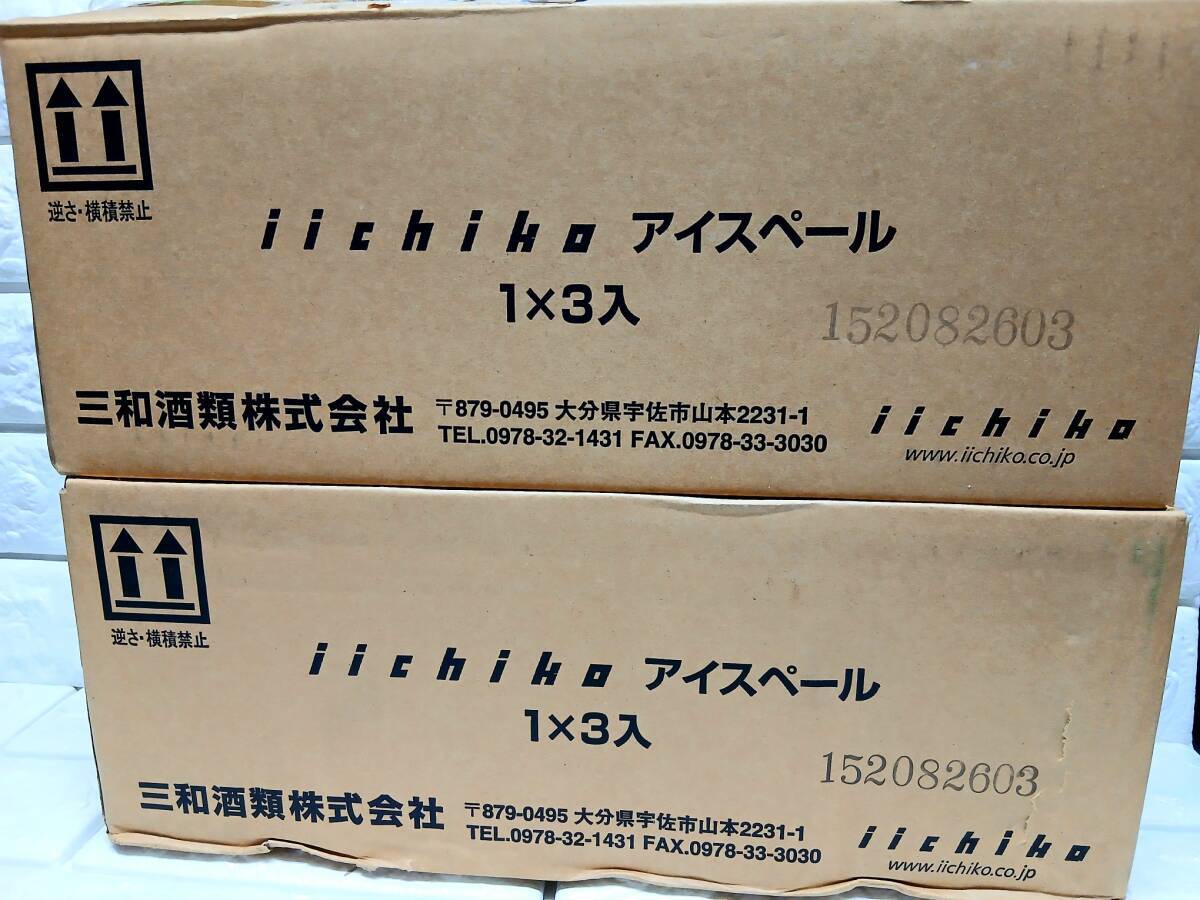 逆さ・横積禁止
iichiko アイスペール
1×3入
152082603
三和酒類株式会社
〒879-0495 大分県宇佐市山本2231-1
TEL.0978-32-1431 FAX.0978-33-3030
iichiko
www.iichiko.co.jp
逆さ・横積禁止
iichiko アイスペール
1×3入
152082603
三和酒類株式会社
〒879-0495 大分県宇佐市山本2231-1
TEL.0978-32-1431 FAX.0978-33-3030
iichiko
www.iichiko.co.jp